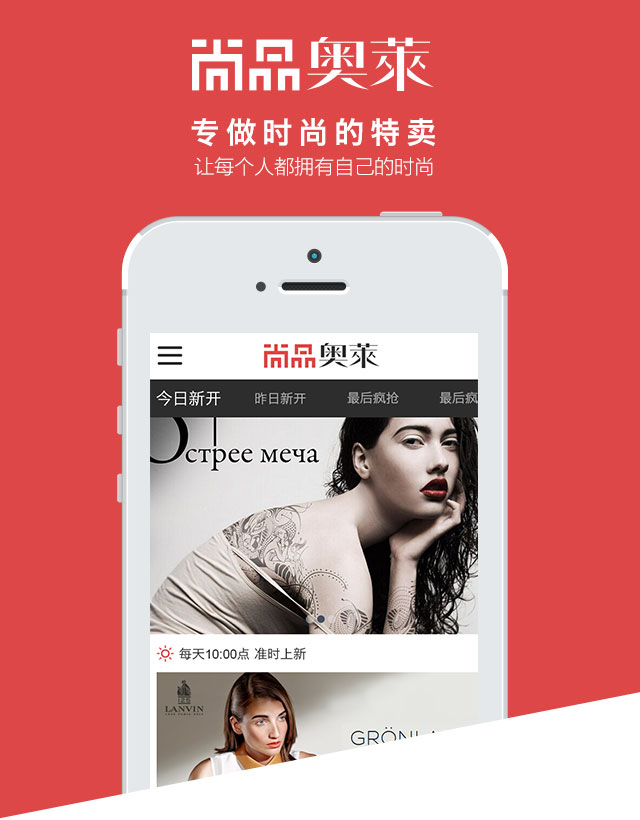 尚品奥莱
专做时尚的特卖
让每个人都拥有自己的时尚
尚品奥莱
今日新开 昨日新开 最后疯抢 最后疯
Острее меча
每天10:00点 准时上新
LANVIN
GRÖN